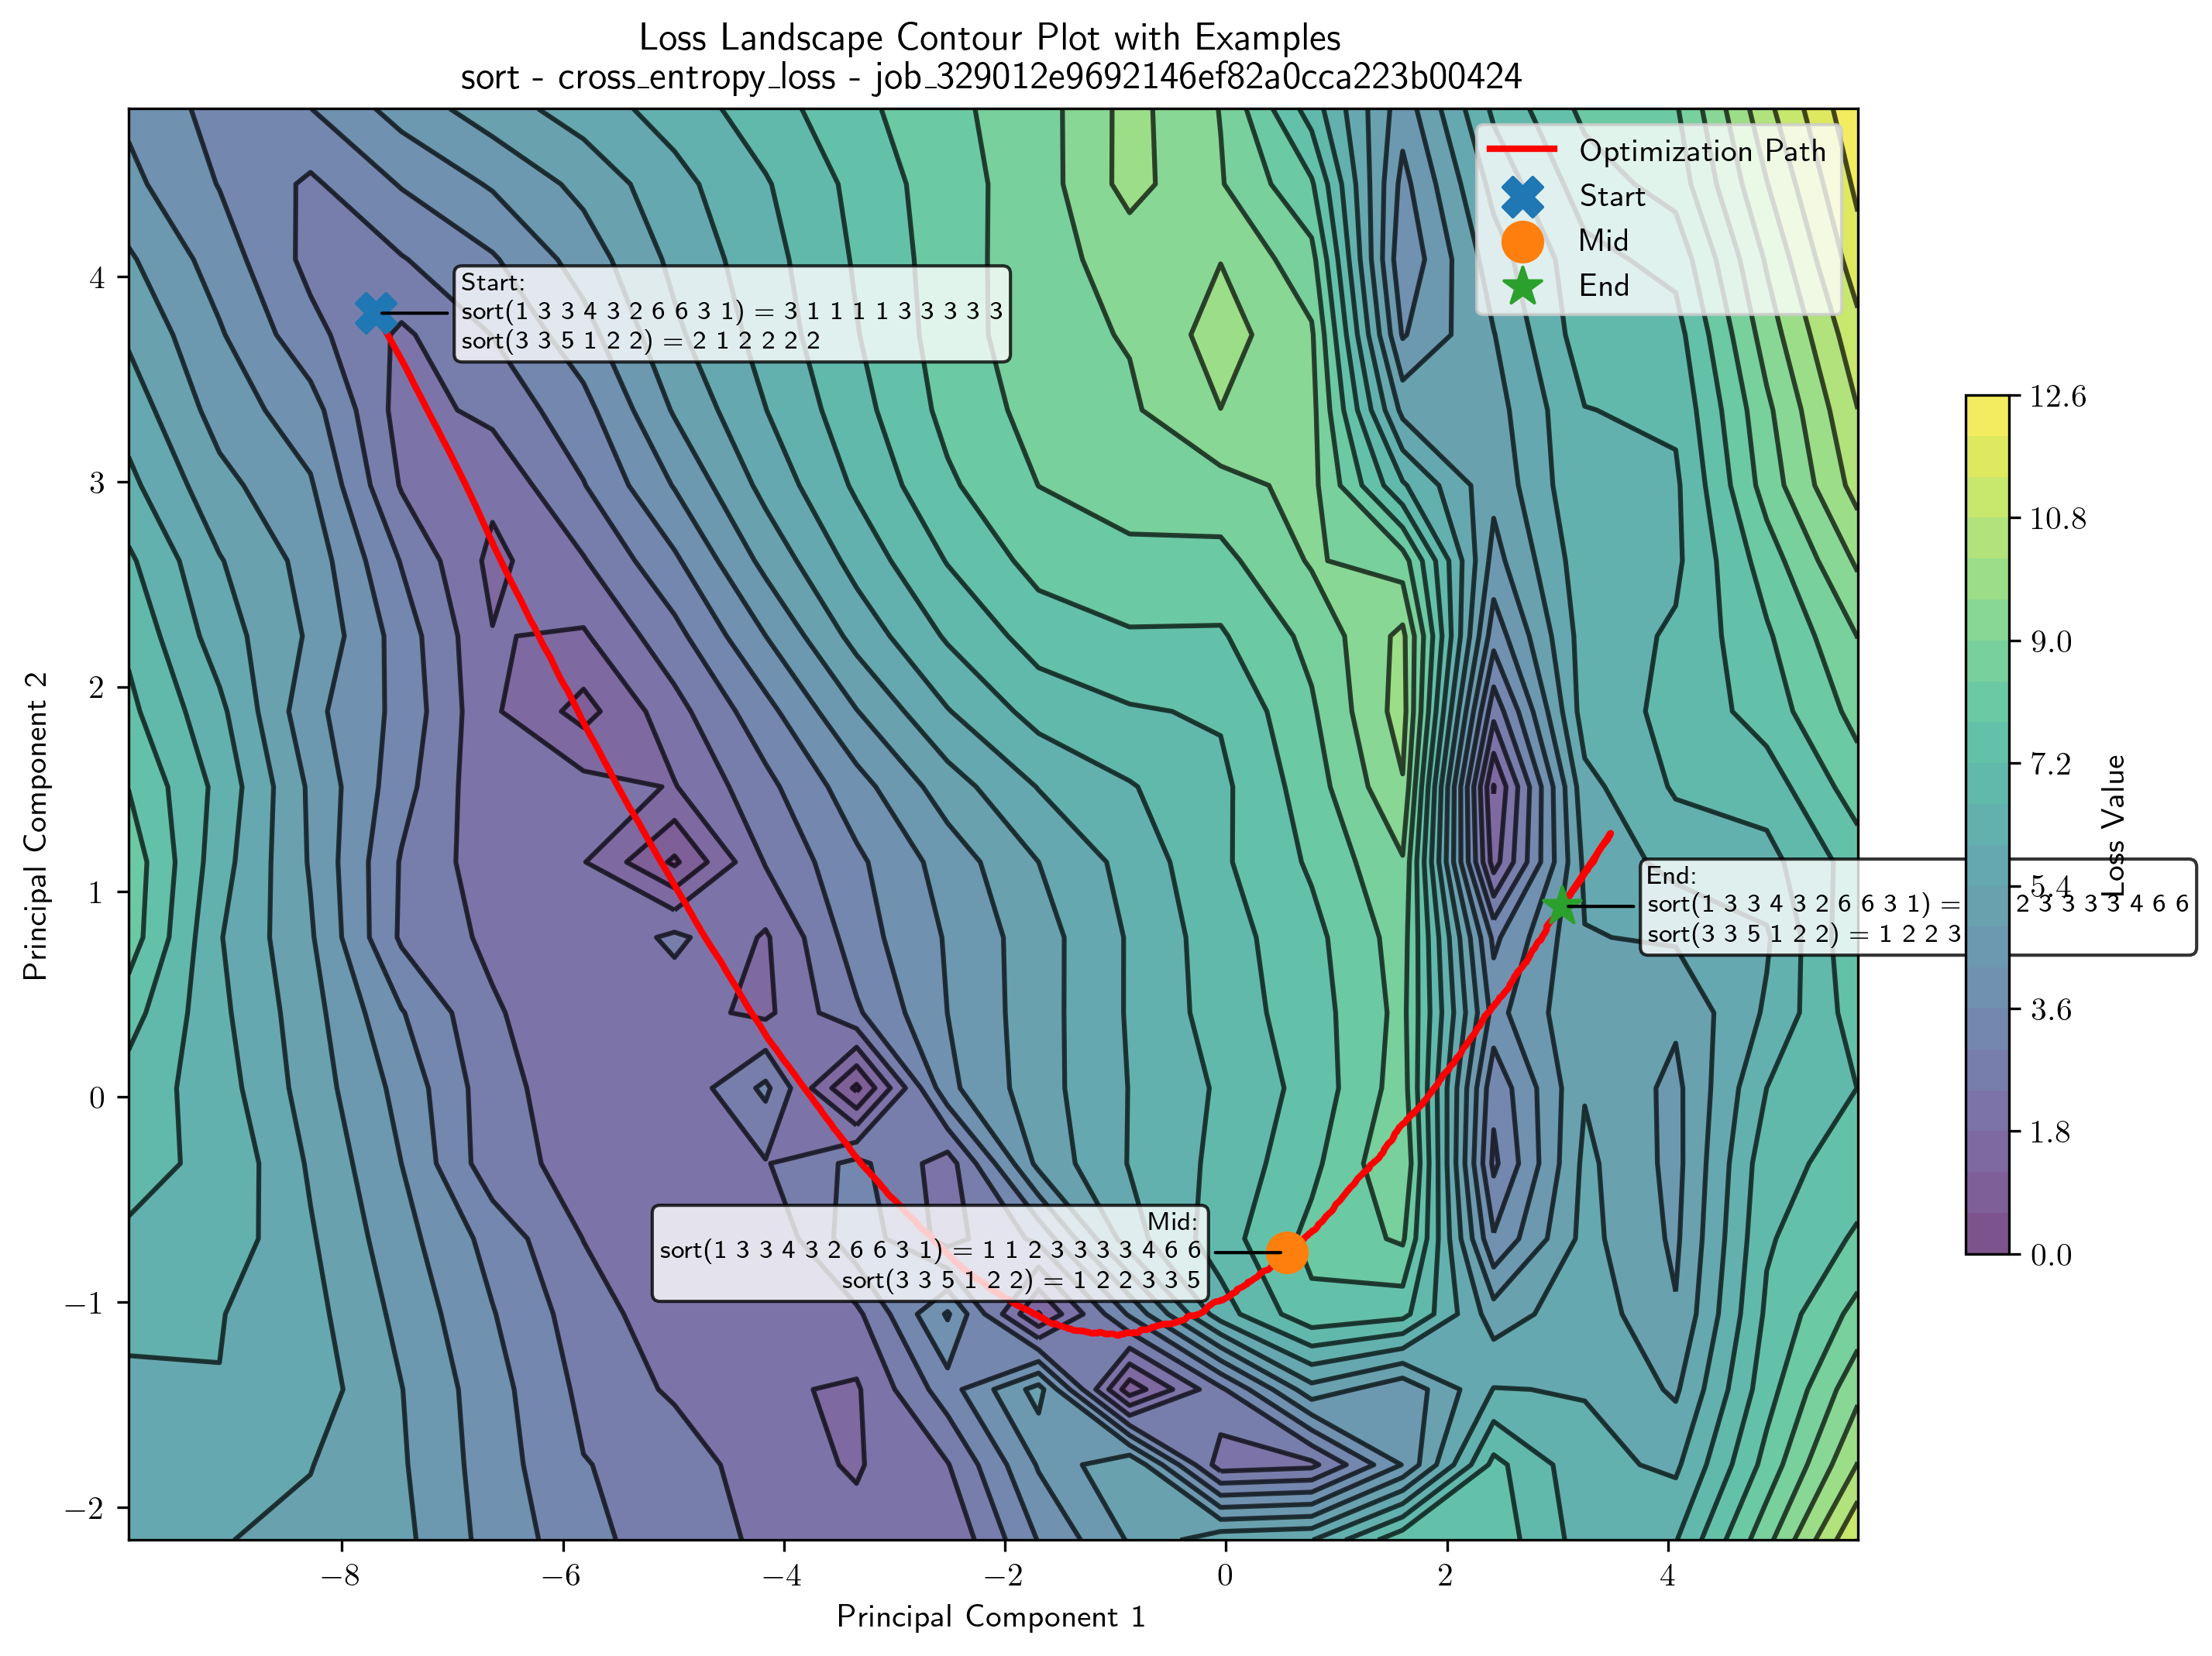 Loss Landscape Contour Plot with Examples
sort - cross_entropy_loss - job_329012e9692146ef82a0cca223b00424
Optimization Path
Start
Mid
End
Start:
sort(1 3 3 4 3 2 6 6 3 1) = 3 1 1 1 1 3 3 3 3 3
sort(3 3 5 1 2 2) = 2 1 2 2 2 2
End:
sort(1 3 3 4 3 2 6 6 3 1) = 2 3 3 3 3 4 6 6
sort(3 3 5 1 2 2) = 1 2 2 3
Mid:
sort(1 3 3 4 3 2 6 6 3 1) = 1 1 2 3 3 3 3 4 6 6
sort(3 3 5 1 2 2) = 1 2 2 3 3 5
Principal Component 2
4
3
2
1
0
−1
−2
−8
−6
−4
−2
0
2
4
Principal Component 1
12.6
10.8
9.0
7.2
5.4
3.6
1.8
0.0
Loss Value